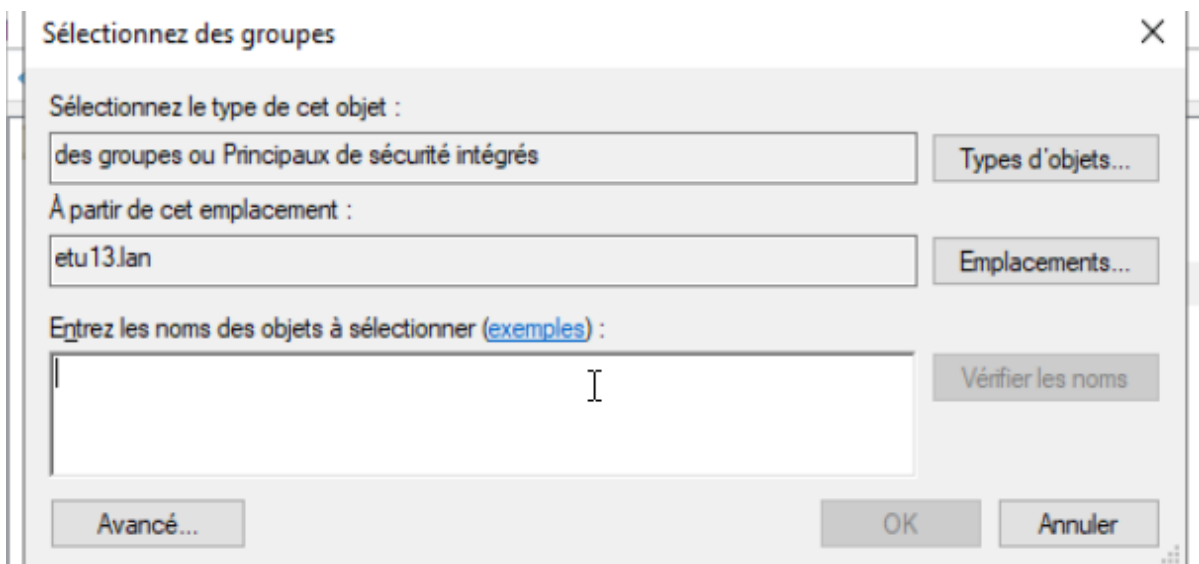 Sélectionnez des groupes
Sélectionnez le type de cet objet :
des groupes ou Principaux de sécurité intégrés
Types d'objets...
À partir de cet emplacement :
etu13.lan
Emplacements...
Entrez les noms des objets à sélectionner (exemples) :
Vérifier les noms
Avancé...
OK
Annuler